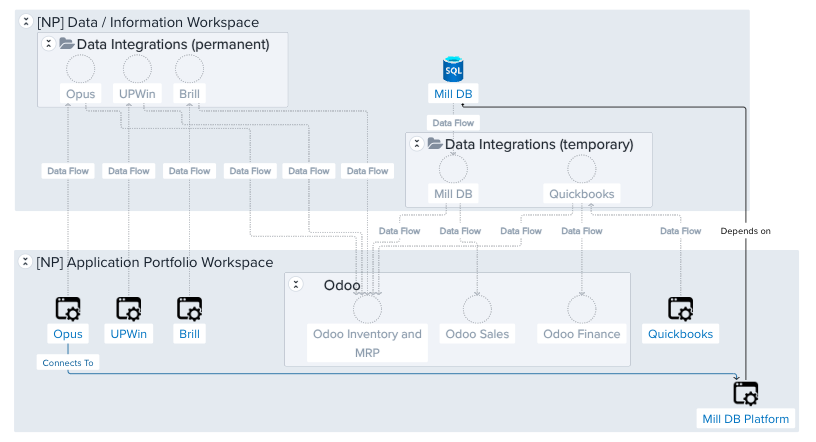 [NP] Data / Information Workspace
Data Integrations (permanent)
Opus
UPWin
Brill
SQL
Mill DB
Data Flow
Data Integrations (temporary)
Mill DB
Quickbooks
Data Flow
Data Flow
Data Flow
Data Flow
Data Flow
Data Flow
Data Flow
Data Flow
Data Flow
Data Flow
Data Flow
Depends on
[NP] Application Portfolio Workspace
Odoo
Opus
UPWin
Brill
Odoo Inventory and
MRP
Odoo Sales
Odoo Finance
Quickbooks
Connects To
Mill DB Platform